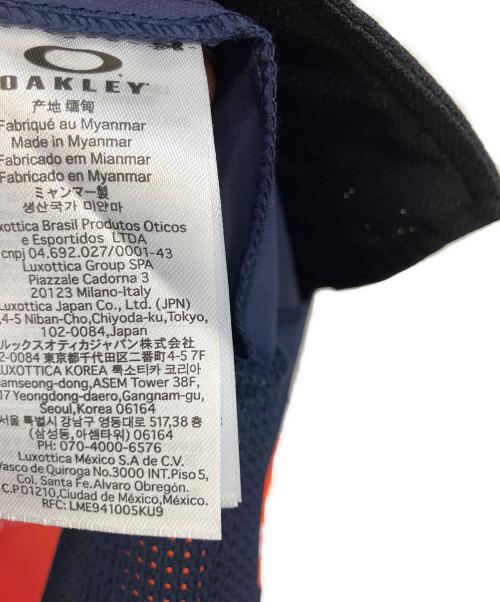 OAKLEY
产地 缅甸
Fabriqué au Myanmar
Made in Myanmar
Fabricado em Mianmar
Fabricado en Myanmar
ミャンマー製
생산국가 미얀마
uxottica Brasil Produtos Oticos
e Esportidos LTDA
cnpj 04.692.027/0001-43
Luxottica Group SPA
Piazzale Cadorna 3
20123 Milano-Italy
Luxottica Japan Co., Ltd. (JPN)
4-5 Niban-Cho,Chiyoda-ku,Tokyo,
102-0084,Japan
ルックスオティカジャパン株式会社
2-0084 東京都千代田区二番町4-5 7F
UXOTTICA KOREA 룩소티카 코리아
amseong-dong,ASEM Tower 38F,
17 Yeongdong-daero,Gangnam-gu,
Seoul,Korea 06164
서울 특별시 강남구 영동대로 517,38 층
(삼성동,아셈타워) 06164
PH: 070-4000-6576
Luxottica México S.A de C.V.
Vasco de Quiroga No.3000 INT.Piso 5,
Col. Santa Fe.Alvaro Obregón.
C.P 01210,Ciudad de México,México.
RFC: LME941005KU9